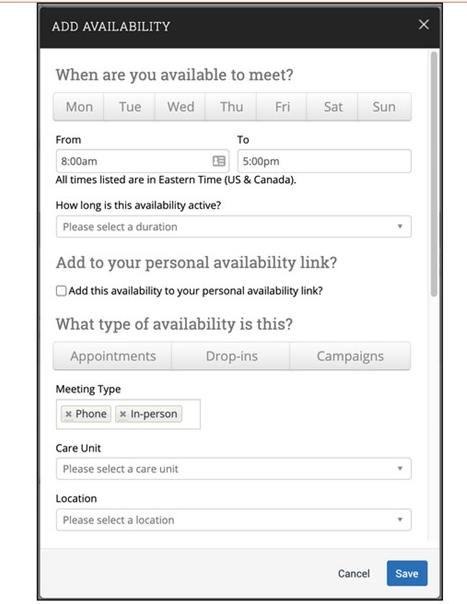 ADD AVAILABILITY ×
When are you available to meet?
Mon Tue Wed Thu Fri Sat Sun
From To
8:00am 5:00pm
All times listed are in Eastern Time (US & Canada).
How long is this availability active?
Please select a duration
Add to your personal availability link?
Add this availability to your personal availability link?
What type of availability is this?
Appointments Drop-ins Campaigns
Meeting Type
× Phone × In-person
Care Unit
Please select a care unit
Location
Please select a location
Cancel Save